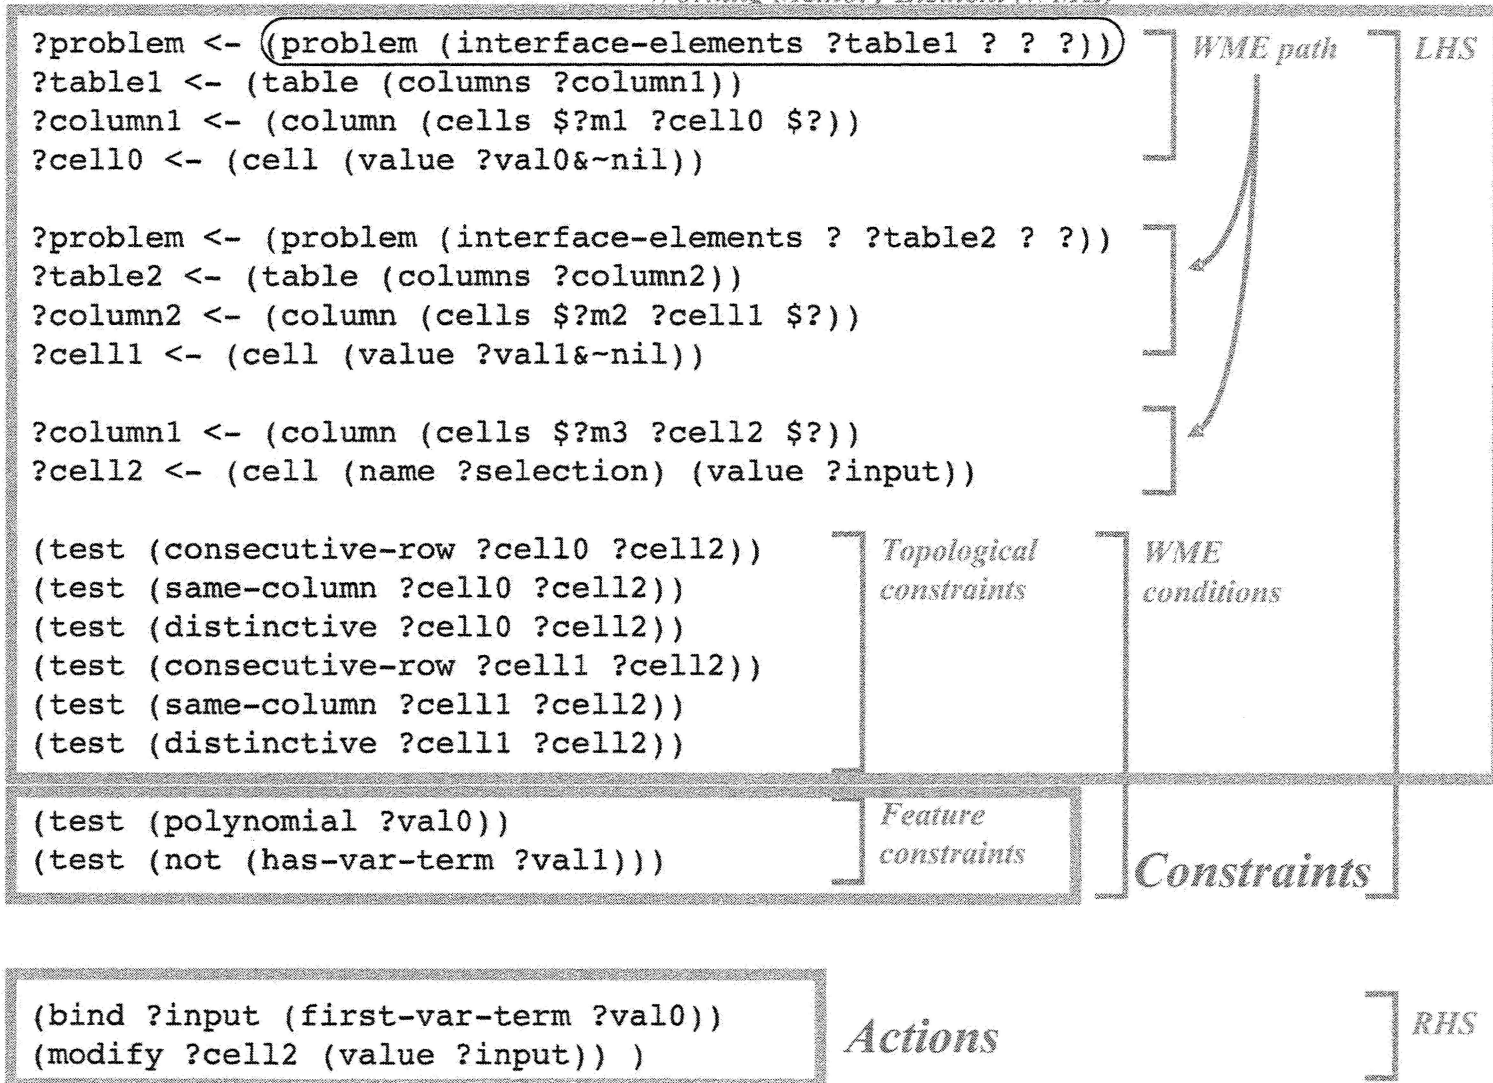 Working Memory Element (WME)
?problem <- (problem (interface-elements ?table1 ? ? ?))
?table1 <- (table (columns ?column1))
?column1 <- (column (cells $?m1 ?cell0 $?))
?cell0 <- (cell (value ?val0&~nil))
WME path
LHS
?problem <- (problem (interface-elements ? ?table2 ? ?))
?table2 <- (table (columns ?column2))
?column2 <- (column (cells $?m2 ?cell1 $?))
?cell1 <- (cell (value ?val1&~nil))
?column1 <- (column (cells $?m3 ?cell2 $?))
?cell2 <- (cell (name ?selection) (value ?input))
(test (consecutive-row ?cell0 ?cell2))
(test (same-column ?cell0 ?cell2))
(test (distinctive ?cell0 ?cell2))
(test (consecutive-row ?cell1 ?cell2))
(test (same-column ?cell1 ?cell2))
(test (distinctive ?cell1 ?cell2))
Topological
constraints
WME
conditions
(test (polynomial ?val0))
(test (not (has-var-term ?val1)))
Feature
constraints
Constraints
(bind ?input (first-var-term ?val0))
(modify ?cell2 (value ?input)) )
Actions
RHS